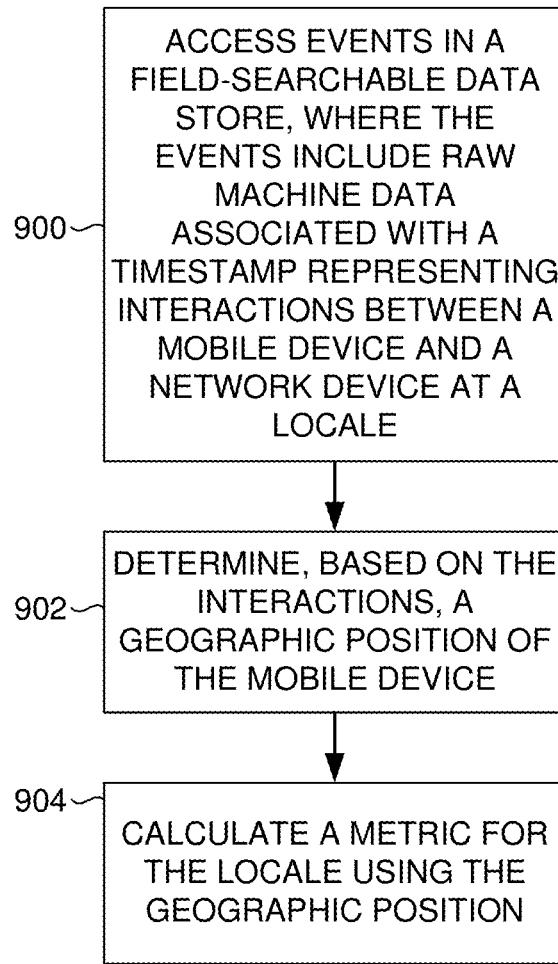 ACCESS EVENTS IN A
FIELD-SEARCHABLE DATA
STORE, WHERE THE
EVENTS INCLUDE RAW
MACHINE DATA
900
ASSOCIATED WITH A
TIMESTAMP REPRESENTING
INTERACTIONS BETWEEN A
MOBILE DEVICE AND A
NETWORK DEVICE AT A
LOCALE
DETERMINE, BASED ON THE
902
INTERACTIONS, A
GEOGRAPHIC POSITION OF
THE MOBILE DEVICE
904
CALCULATE A METRIC FOR
THE LOCALE USING THE
GEOGRAPHIC POSITION